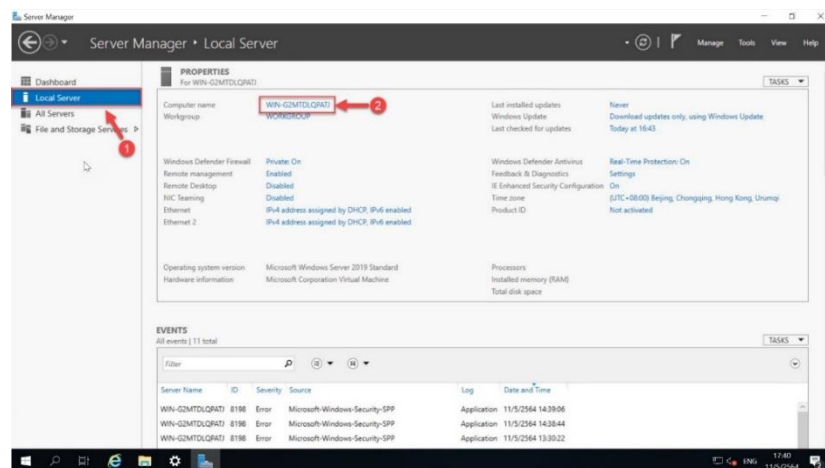 Server Manager
Server Manager • Local Server
Manage Tools View Help
Dashboard
Local Server
All Servers
File and Storage Services
1
PROPERTIES
For WIN-G2MTDLQPATJ
TASKS
Computer name WIN-G2MTDLQPATJ 2 Last installed updates Never
Workgroup WORKGROUP Windows Update Download updates only, using Windows Update
Last checked for updates Today at 16:43
Windows Defender Firewall Private: On Windows Defender Antivirus Real-Time Protection: On
Remote management Enabled Feedback & Diagnostics Settings
Remote Desktop Disabled IE Enhanced Security Configuration On
NIC Teaming Disabled Time zone (UTC+08:00) Beijing, Chongqing, Hong Kong, Urumqi
Ethernet IPv4 address assigned by DHCP, IPv6 enabled Product ID Not activated
Ethernet 2 IPv4 address assigned by DHCP, IPv6 enabled
Operating system version Microsoft Windows Server 2019 Standard Processors
Hardware information Microsoft Corporation Virtual Machine Installed memory (RAM)
Total disk space
EVENTS
All events | 11 total
TASKS
Filter
Server Name ID Severity Source Log Date and Time
WIN-G2MTDLQPATJ 8198 Error Microsoft-Windows-Security-SPP Application 11/5/2564 14:39:06
WIN-G2MTDLQPATJ 8198 Error Microsoft-Windows-Security-SPP Application 11/5/2564 14:38:44
WIN-G2MTDLQPATJ 8198 Error Microsoft-Windows-Security-SPP Application 11/5/2564 13:30:22
ENG 17:40
11/5/2564